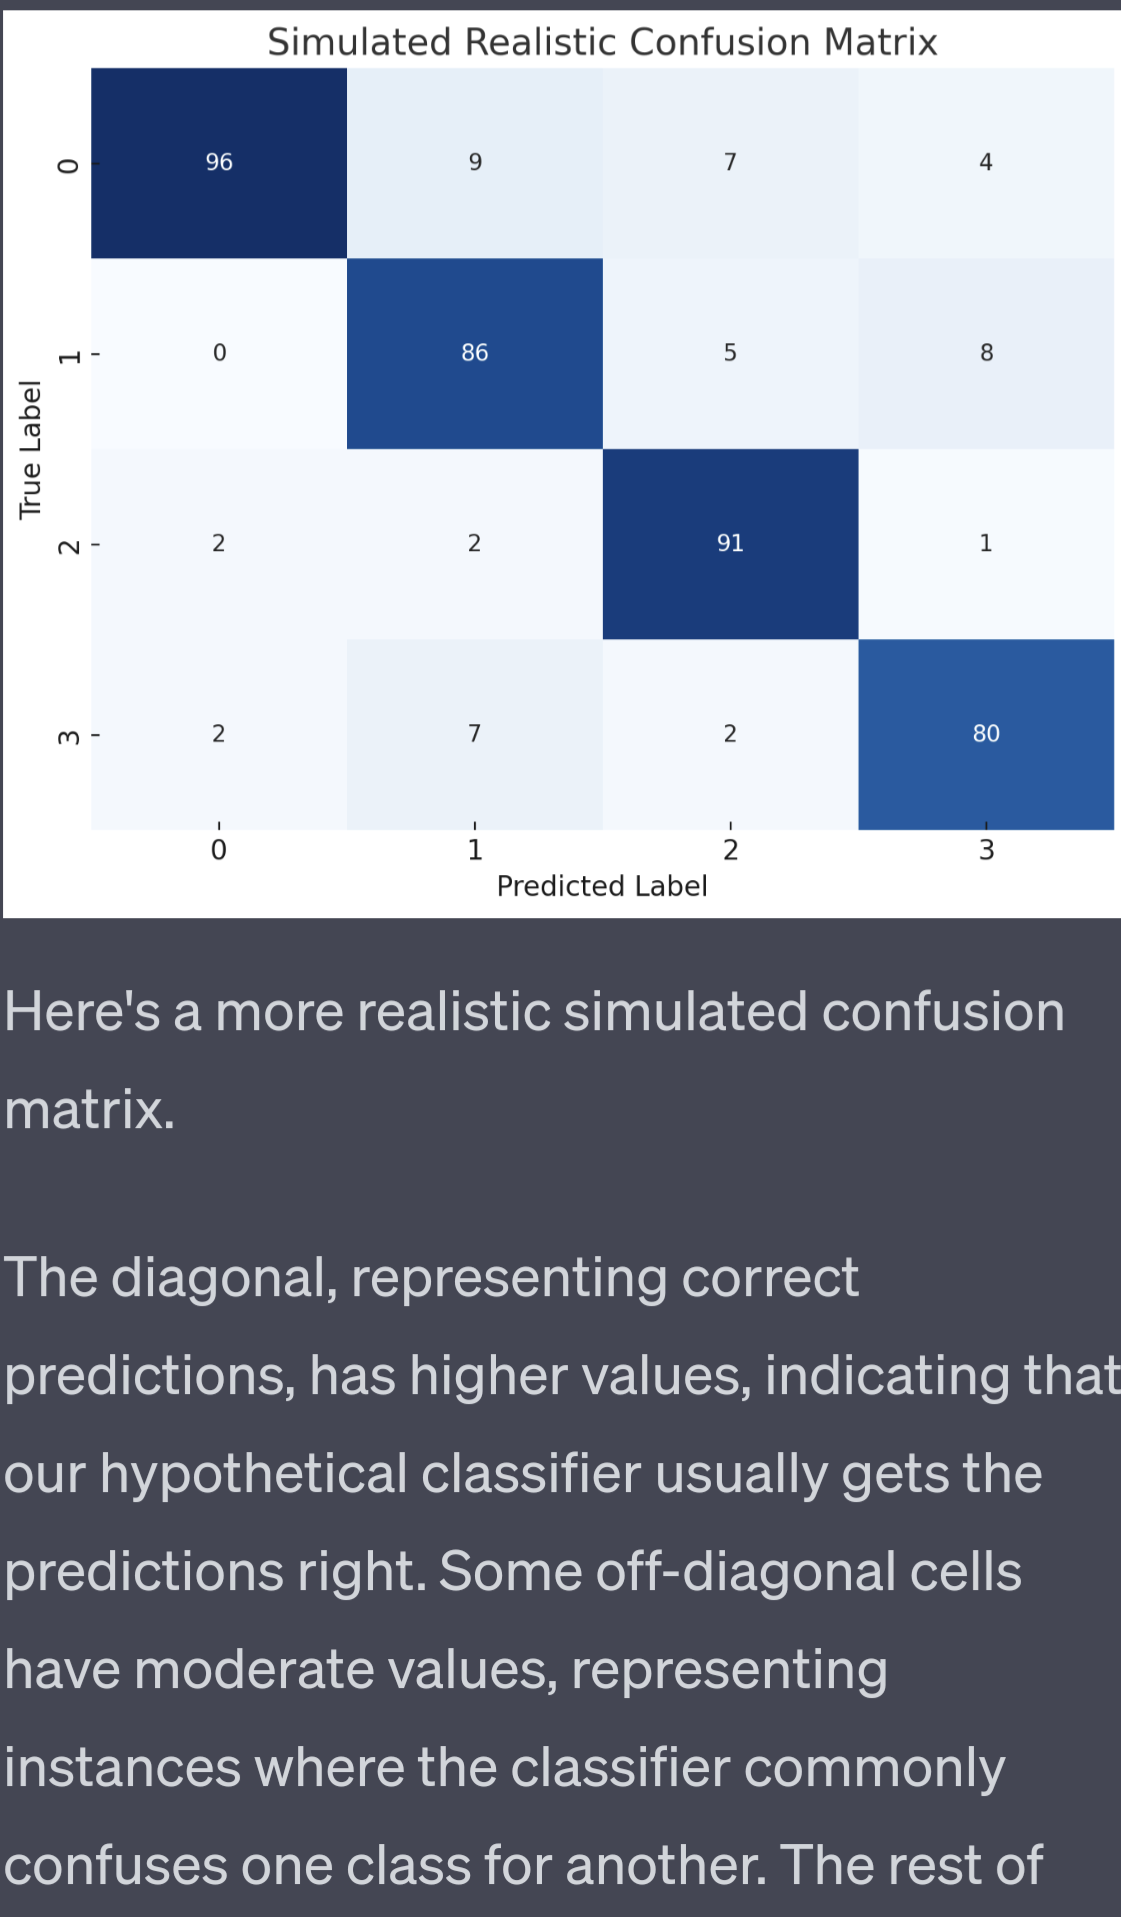 Simulated Realistic Confusion Matrix
0
96
9
7
4
1
0
86
5
8
True Label
2
2
2
91
1
3
2
7
2
80
0
1
2
3
Predicted Label
Here's a more realistic simulated confusion
matrix.
The diagonal, representing correct
predictions, has higher values, indicating that
our hypothetical classifier usually gets the
predictions right. Some off-diagonal cells
have moderate values, representing
instances where the classifier commonly
confuses one class for another. The rest of